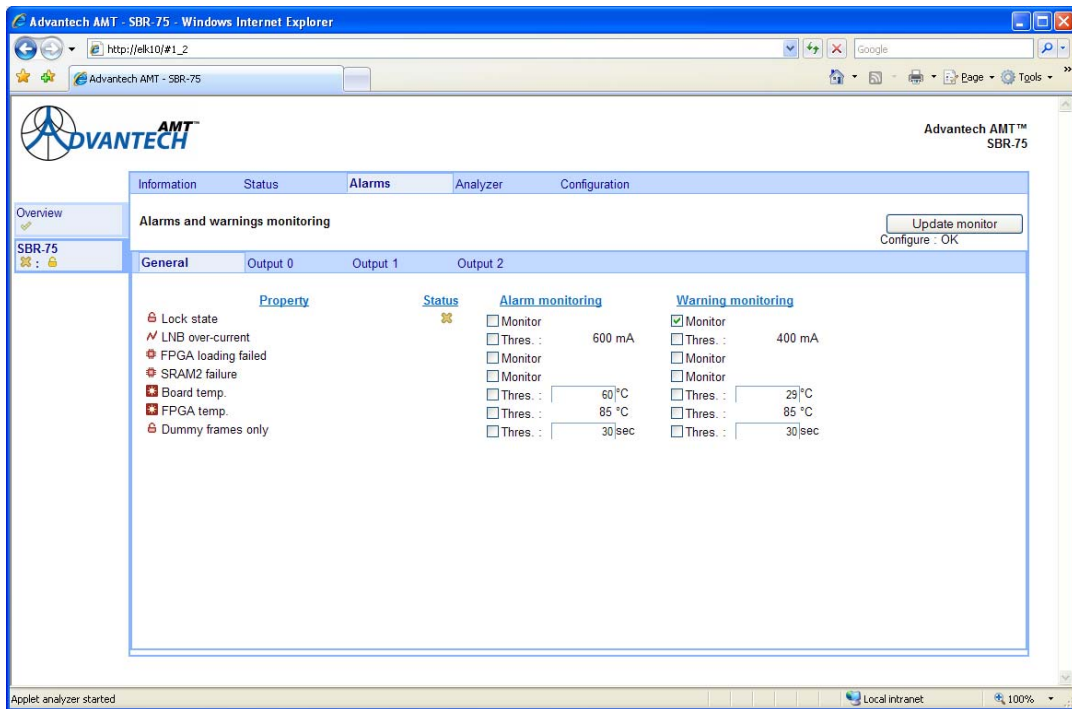 Advantech AMT - SBR-75 - Windows Internet Explorer
http://elk10/#1_2
Google
Advantech AMT - SBR-75
Page
Tools
»
ADVANTECH AMT™
Advantech AMT™
SBR-75
Information Status Alarms Analyzer Configuration
Overview
Alarms and warnings monitoring
Update monitor
Configure : OK
SBR-75
:
General Output 0 Output 1 Output 2
Property Status Alarm monitoring Warning monitoring
Lock state Monitor Monitor
LNB over-current Thres. : 600 mA Thres. : 400 mA
FPGA loading failed Monitor Monitor
SRAM2 failure Monitor Monitor
Board temp. Thres. : 60 °C Thres. : 29 °C
FPGA temp. Thres. : 85 °C Thres. : 85 °C
Dummy frames only Thres. : 30 sec Thres. : 30 sec
Applet analyzer started
Local intranet
100%